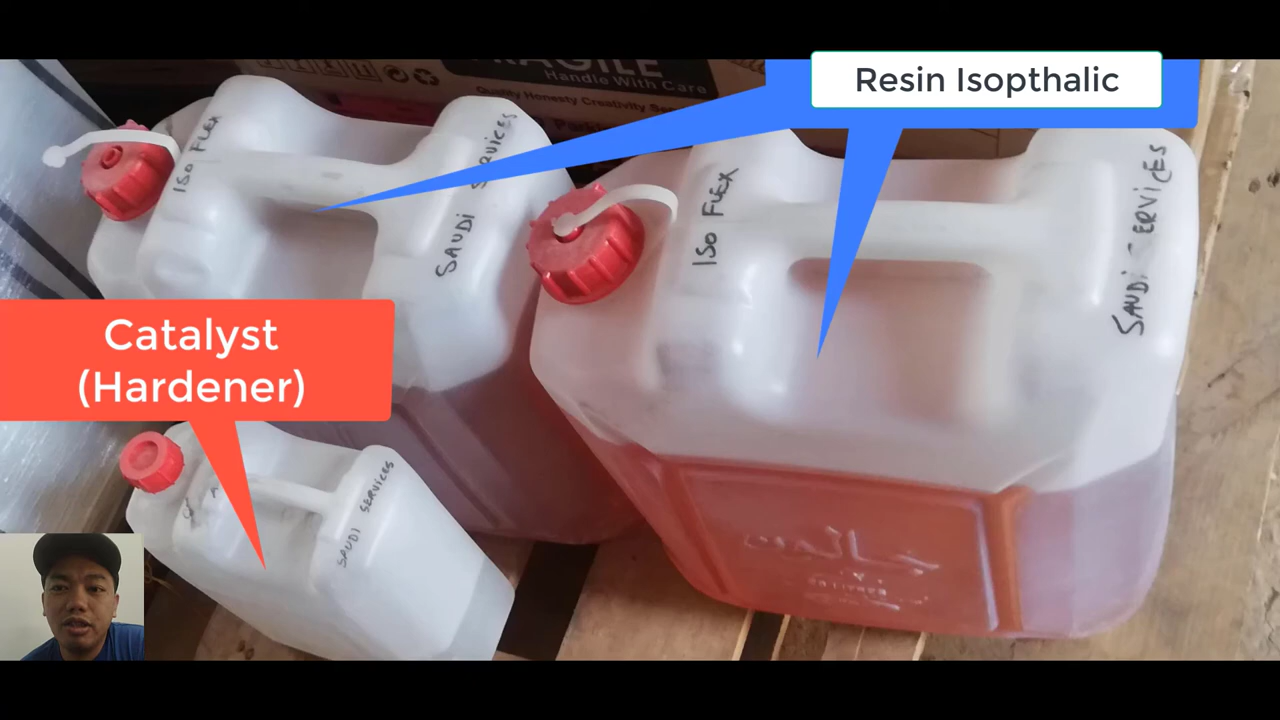 FRAGILE
Handle With Care
Quality Honesty Creativity
Resin Isopthalic
ISO FLEX
SAUDI SERVICES
ISO FLEX
SAUDI SERVICES
Catalyst
(Hardener)
SAUDI SERVICES